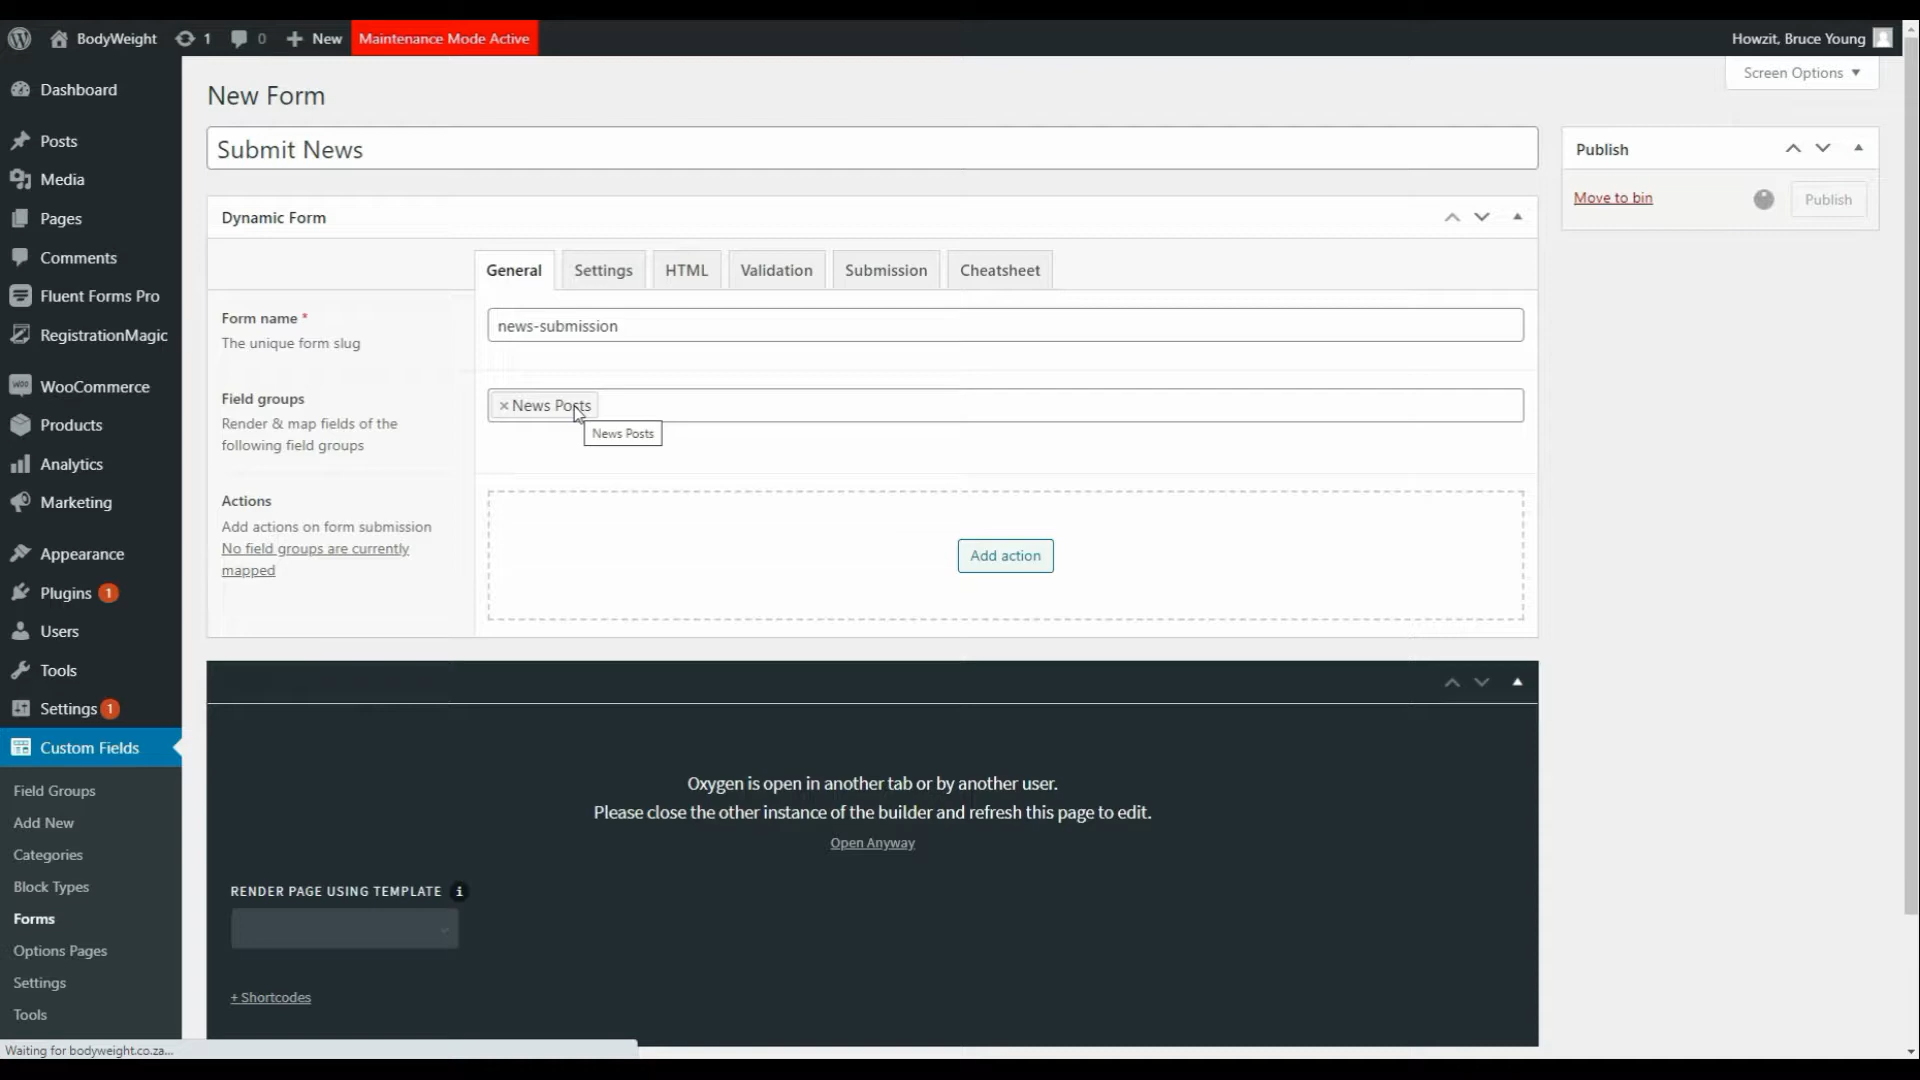 BodyWeight
1
0
New
Maintenance Mode Active
Howzit, Bruce Young
Screen Options
Dashboard
Posts
Media
Pages
Comments
Fluent Forms Pro
RegistrationMagic
WooCommerce
Products
Analytics
Marketing
Appearance
Plugins 1
Users
Tools
Settings 1
Custom Fields
Field Groups
Add New
Categories
Block Types
Forms
Options Pages
Settings
Tools
New Form
Submit News
Dynamic Form
General
Settings
HTML
Validation
Submission
Cheatsheet
Form name *
The unique form slug
news-submission
Field groups
Render & map fields of the
following field groups
× News Posts
News Posts
Actions
Add actions on form submission
No field groups are currently
mapped
Add action
Publish
Move to bin
Publish
Oxygen is open in another tab or by another user.
Please close the other instance of the builder and refresh this page to edit.
Open Anyway
RENDER PAGE USING TEMPLATE i
+ Shortcodes
Waiting for bodyweight.co.za...